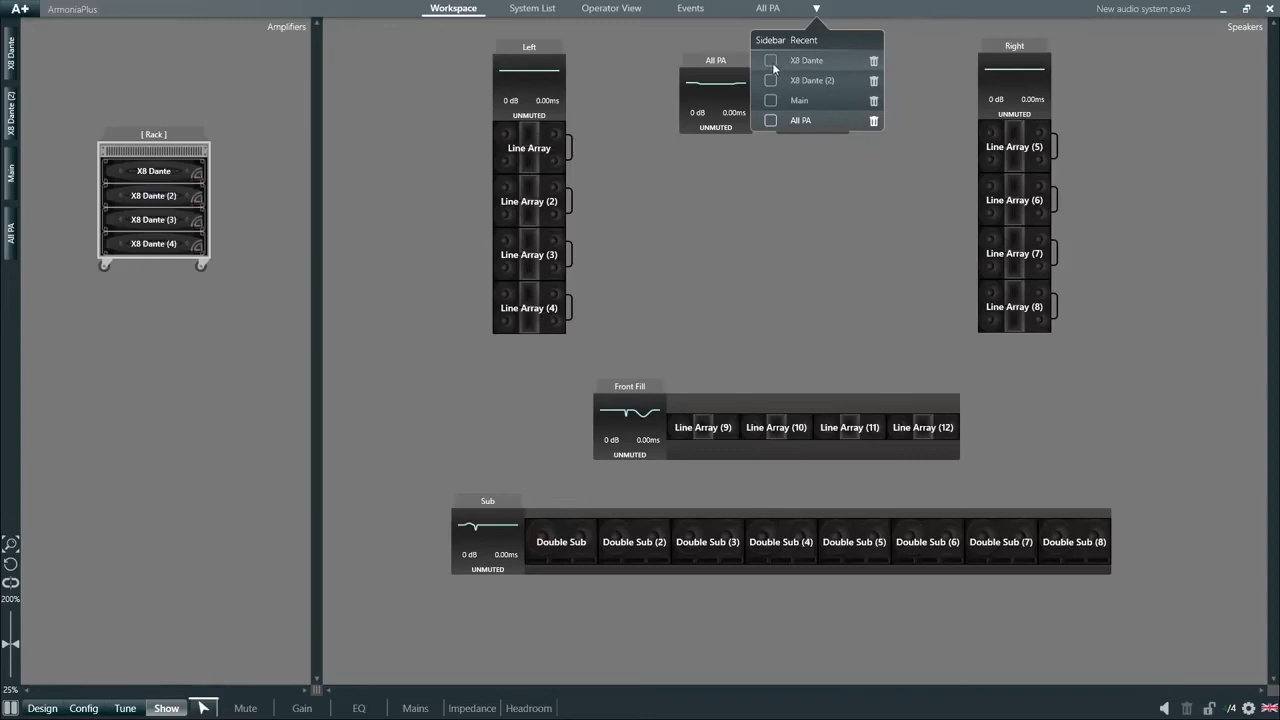 A+ ArmoniaPlus Workspace System List Operator View Events All PA ▼ New audio system.paw3
Amplifiers
Speakers
X8 Dante
X8 Dante (2)
Main
All PA
[ Rack ]
X8 Dante
X8 Dante (2)
X8 Dante (3)
X8 Dante (4)
Left
0 dB 0.00ms
UNMUTED
Line Array
Line Array (2)
Line Array (3)
Line Array (4)
All PA
0 dB 0.00ms
UNMUTED
Sidebar Recent
X8 Dante
X8 Dante (2)
Main
All PA
Right
0 dB 0.00ms
UNMUTED
Line Array (5)
Line Array (6)
Line Array (7)
Line Array (8)
Front Fill
0 dB 0.00ms
UNMUTED
Line Array (9) Line Array (10) Line Array (11) Line Array (12)
Sub
0 dB 0.00ms
UNMUTED
Double Sub Double Sub (2) Double Sub (3) Double Sub (4) Double Sub (5) Double Sub (6) Double Sub (7) Double Sub (8)
200%
25%
Design Config Tune Show Mute Gain EQ Mains Impedance Headroom 4/4